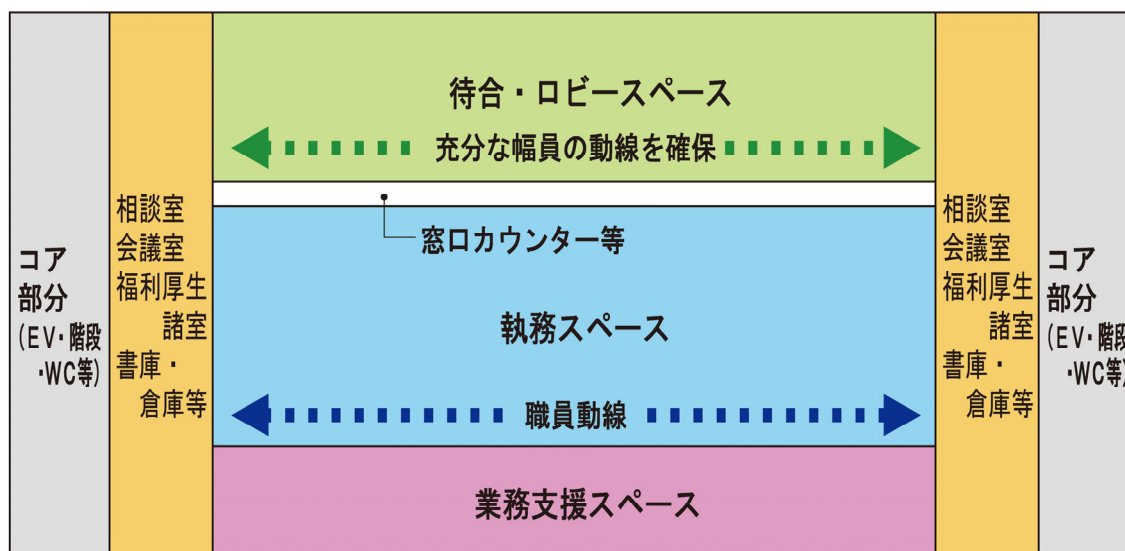 待合・ロビースペース
充分な幅員の動線を確保
窓口カウンター等
執務スペース
職員動線
業務支援スペース
コア
部分
(EV・階段
・WC等)
相談室
会議室
福利厚生
諸室
書庫・
倉庫等
相談室
会議室
福利厚生
諸室
書庫・
倉庫等
コア
部分
(EV・階段
・WC等)